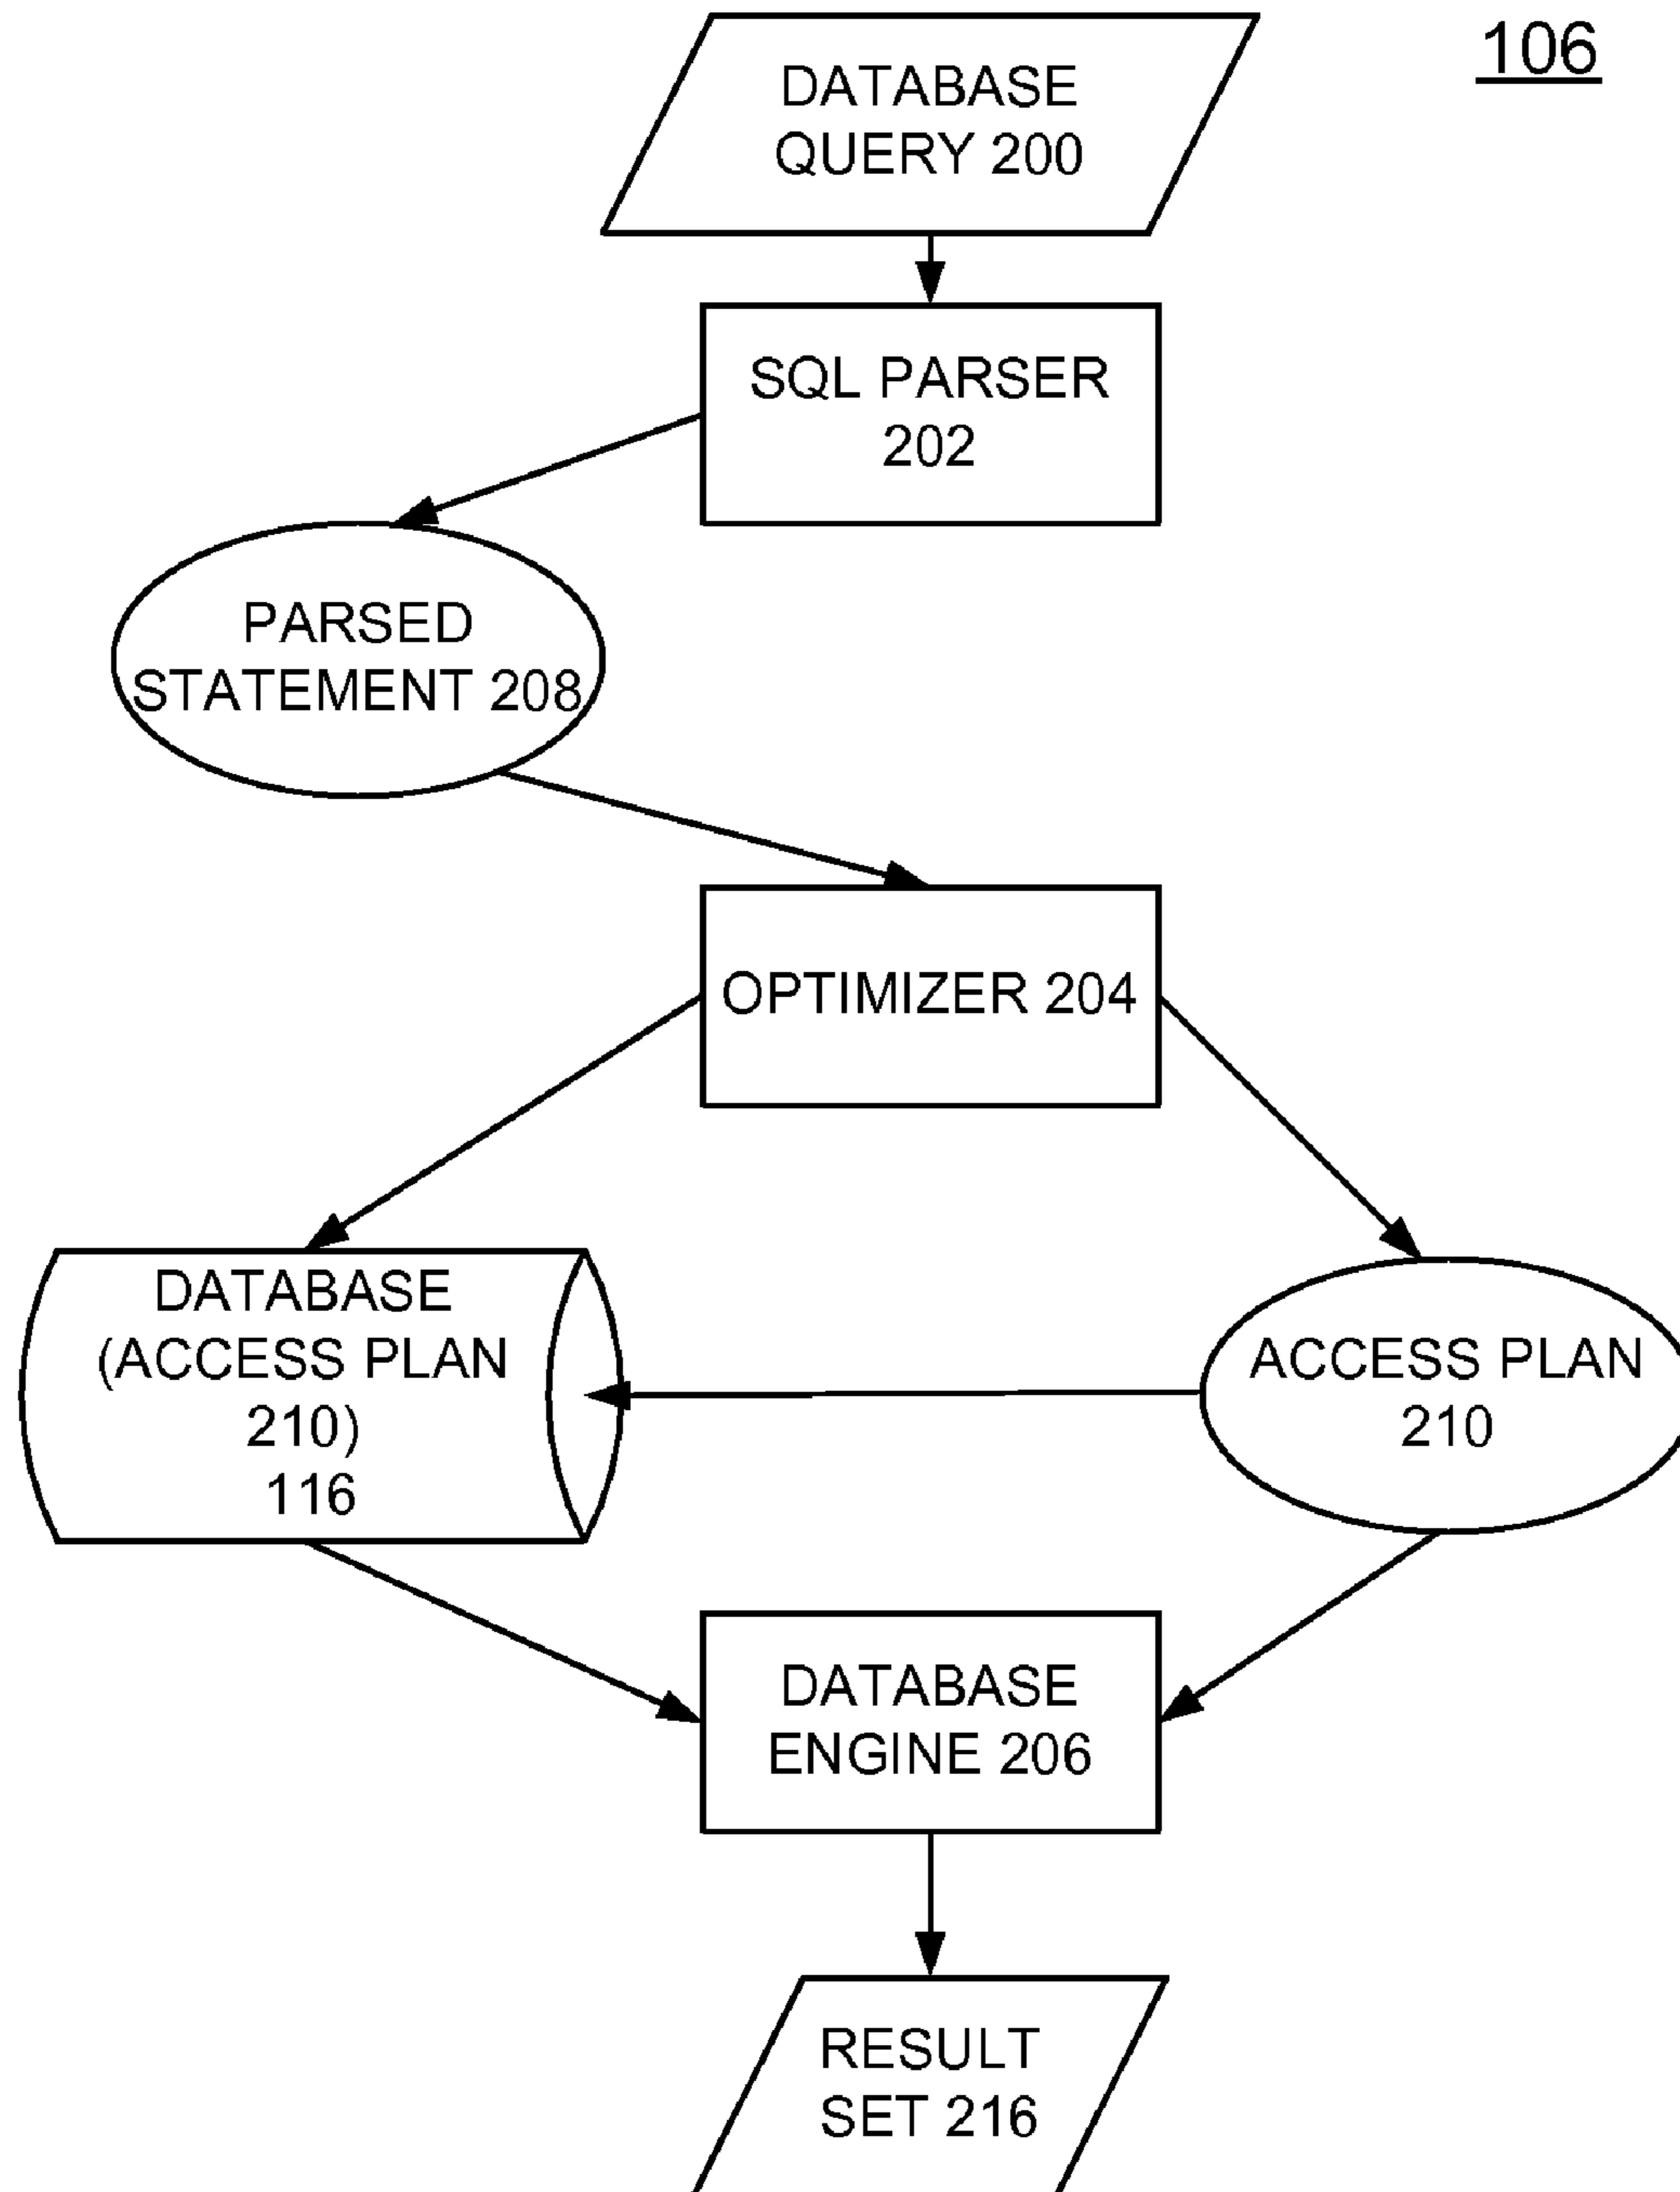 106
DATABASE
QUERY 200
SQL PARSER
202
PARSED
STATEMENT 208
OPTIMIZER 204
DATABASE
(ACCESS PLAN
210)
116
ACCESS PLAN
210
DATABASE
ENGINE 206
RESULT
SET 216